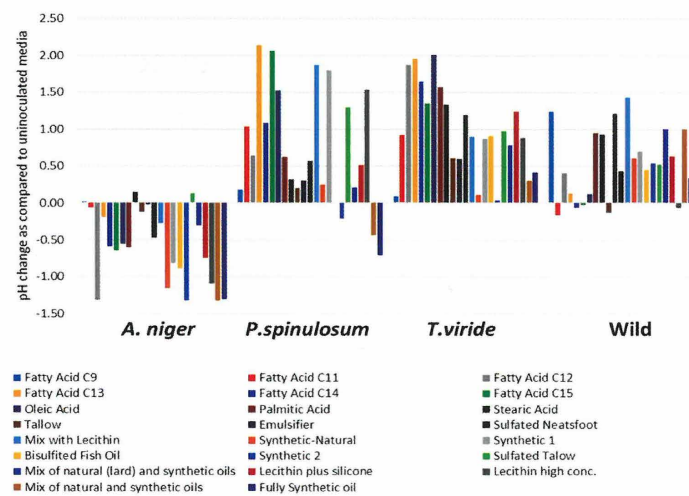 2.50
2.00
1.50
1.00
0.50
0.00
-0.50
-1.00
-1.50
pH change as compared to uninoculated media
A. niger P.spinulosum T.viride Wild
Fatty Acid C9 Fatty Acid C11 Fatty Acid C12
Fatty Acid C13 Fatty Acid C14 Fatty Acid C15
Oleic Acid Palmitic Acid Stearic Acid
Tallow Emulsifier Sulfated Neatsfoot
Mix with Lecithin Synthetic-Natural Synthetic 1
Bisulfited Fish Oil Synthetic 2 Sulfated Talow
Mix of natural (lard) and synthetic oils Lecithin plus silicone Lecithin high conc.
Mix of natural and synthetic oils Fully Synthetic oil